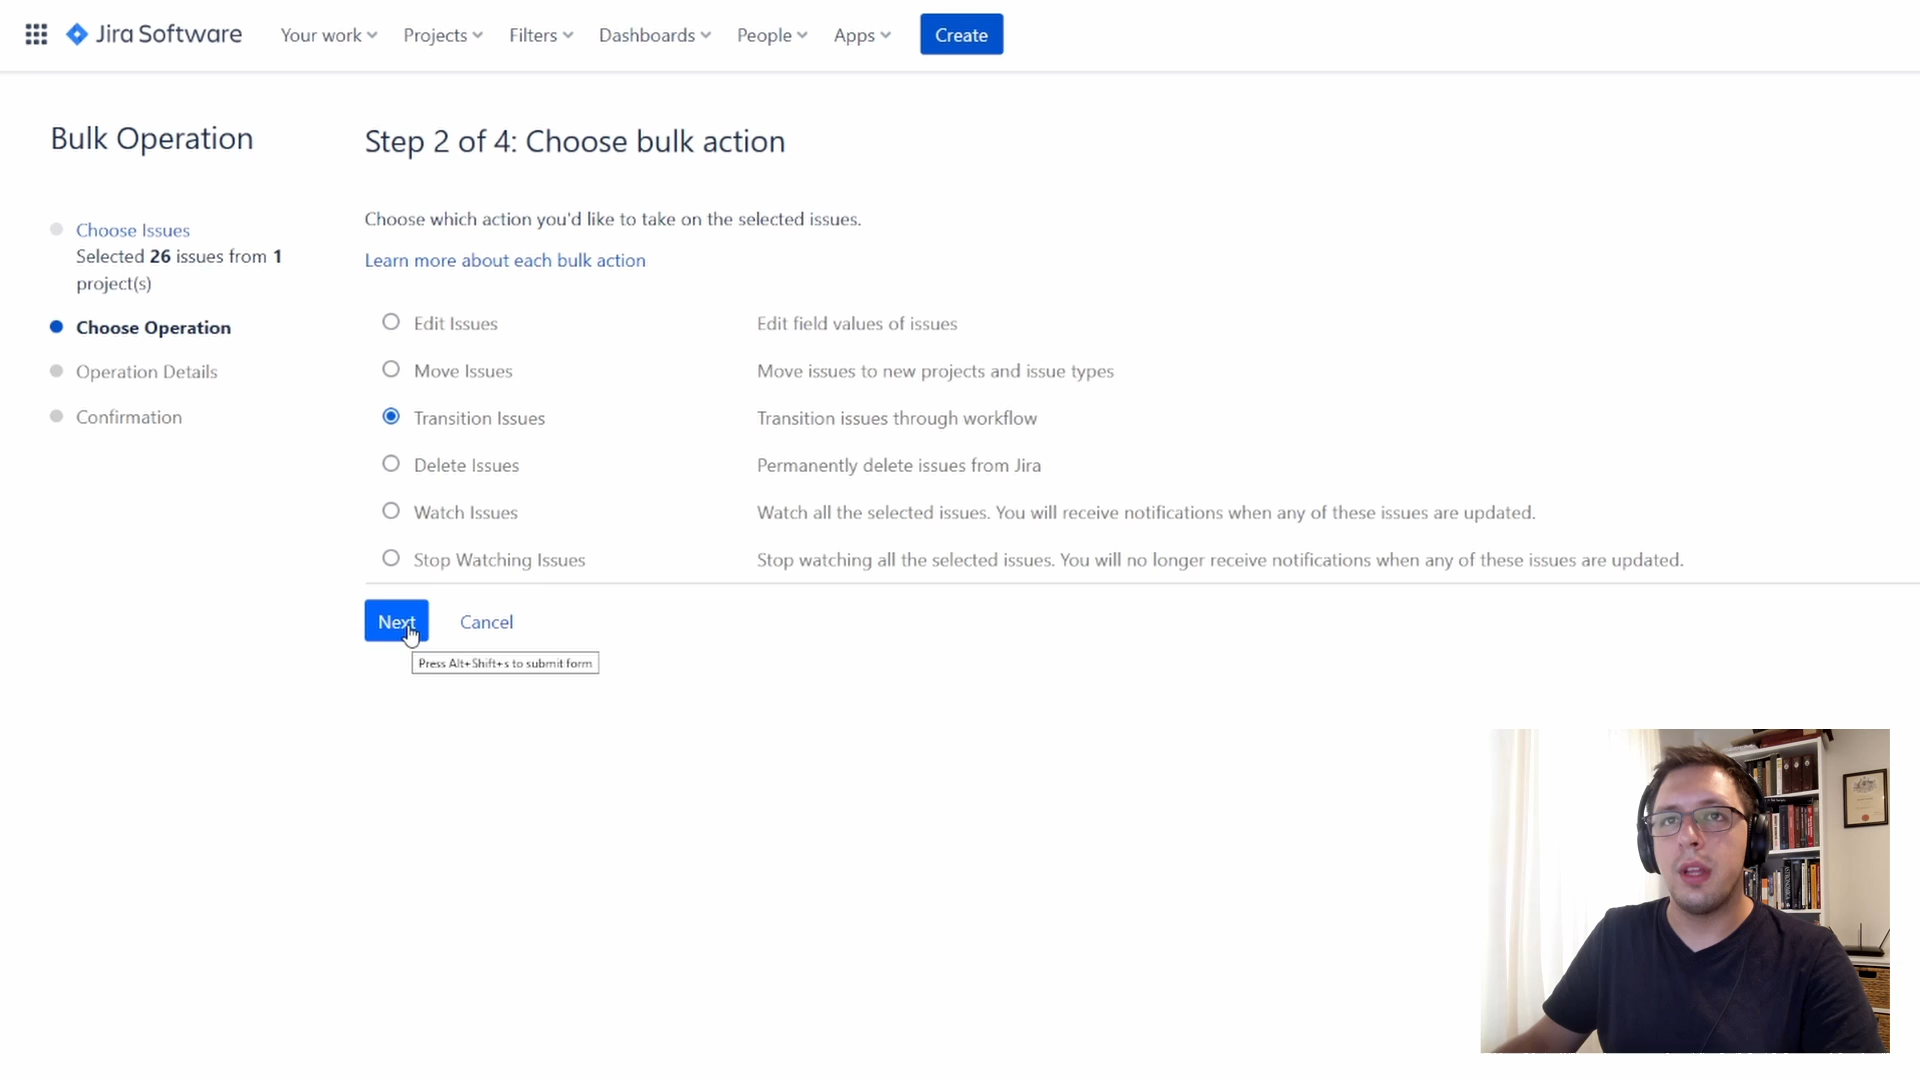 Jira Software Your work Projects Filters Dashboards People Apps Create
Bulk Operation
Choose Issues
Selected 26 issues from 1
project(s)
Choose Operation
Operation Details
Confirmation
Step 2 of 4: Choose bulk action
Choose which action you'd like to take on the selected issues.
Learn more about each bulk action
Edit Issues Edit field values of issues
Move Issues Move issues to new projects and issue types
Transition Issues Transition issues through workflow
Delete Issues Permanently delete issues from Jira
Watch Issues Watch all the selected issues. You will receive notifications when any of these issues are updated.
Stop Watching Issues Stop watching all the selected issues. You will no longer receive notifications when any of these issues are updated.
Next Cancel
Press Alt+Shift+s to submit form